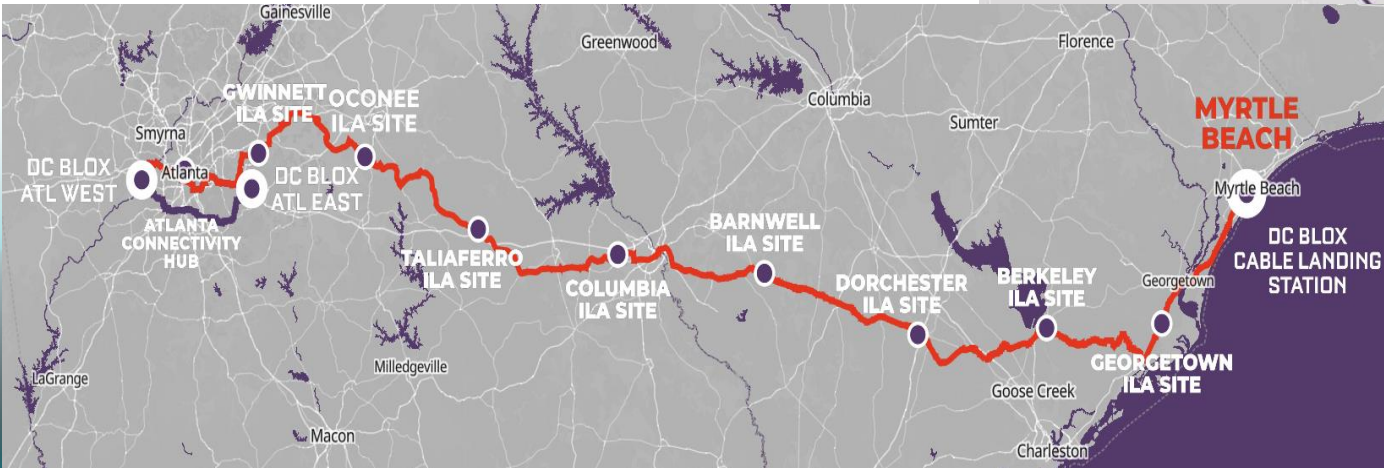 Gainesville
Greenwood
Florence
Columbia
Sumter
Smyrna
Atlanta
GWINNETT
ILA SITE
OCONEE
ILA SITE
DC BLOX
ATL WEST
DC BLOX
ATL EAST
ATLANTA
CONNECTIVITY
HUB
TALIAFERRO
ILA SITE
COLUMBIA
ILA SITE
BARNWELL
ILA SITE
DORCHESTER
ILA SITE
BERKELEY
ILA SITE
GEORGETOWN
ILA SITE
MYRTLE
BEACH
Myrtle Beach
DC BLOX
CABLE LANDING
STATION
Georgetown
Goose Creek
Charleston
LaGrange
Milledgeville
Macon